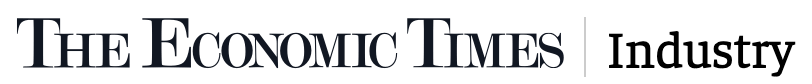 THE ECONOMIC TIMES | Industry